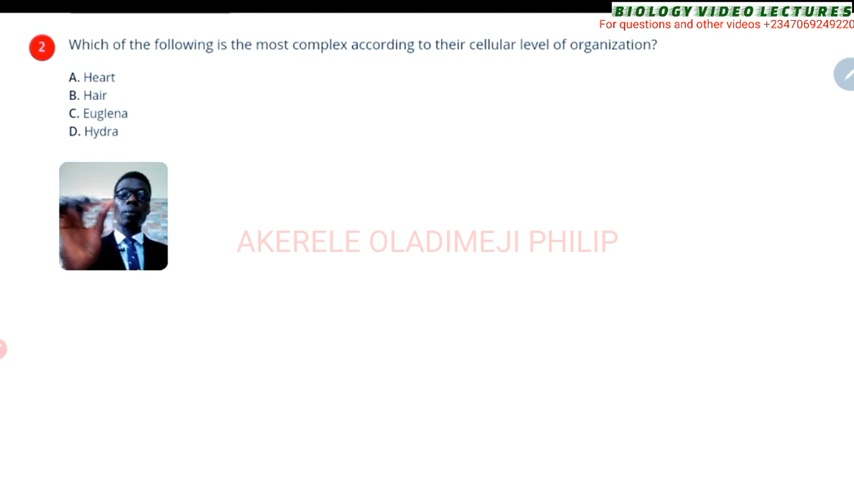 BIOLOGY VIDEO LECTURES
For questions and other videos +2347069249220
2 Which of the following is the most complex according to their cellular level of organization?
A. Heart
B. Hair
C. Euglena
D. Hydra
AKERELE OLADIMEJI PHILIP